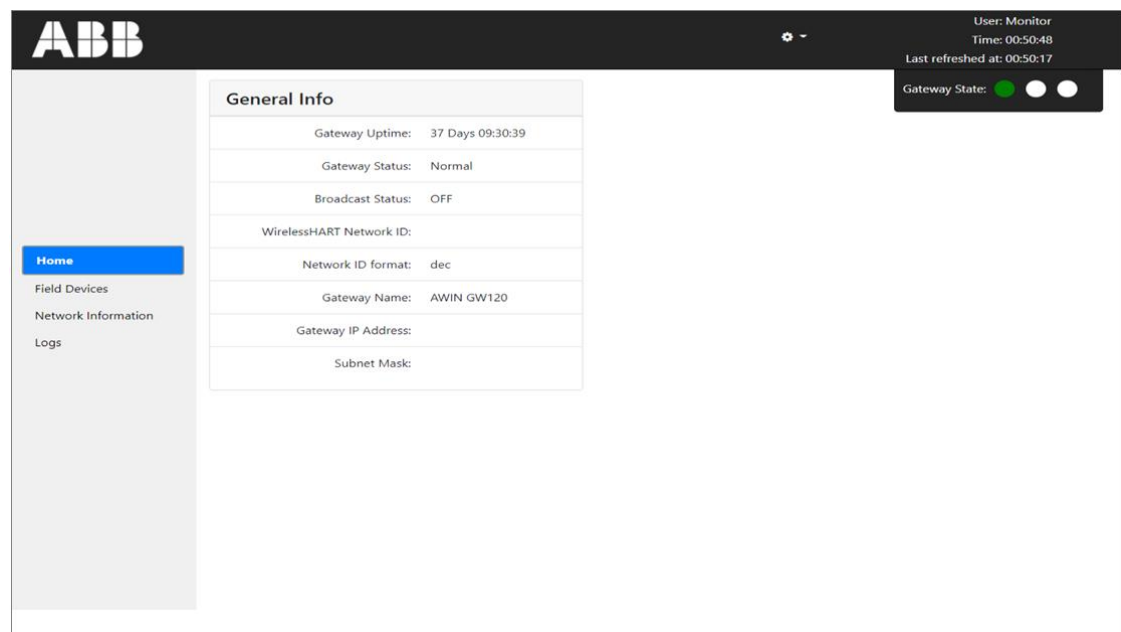 ABB
User: Monitor
Time: 00:50:48
Last refreshed at: 00:50:17
Gateway State:
General Info
Gateway Uptime: 37 Days 09:30:39
Gateway Status: Normal
Broadcast Status: OFF
WirelessHART Network ID:
Network ID format: dec
Gateway Name: AWIN GW120
Gateway IP Address:
Subnet Mask:
Home
Field Devices
Network Information
Logs